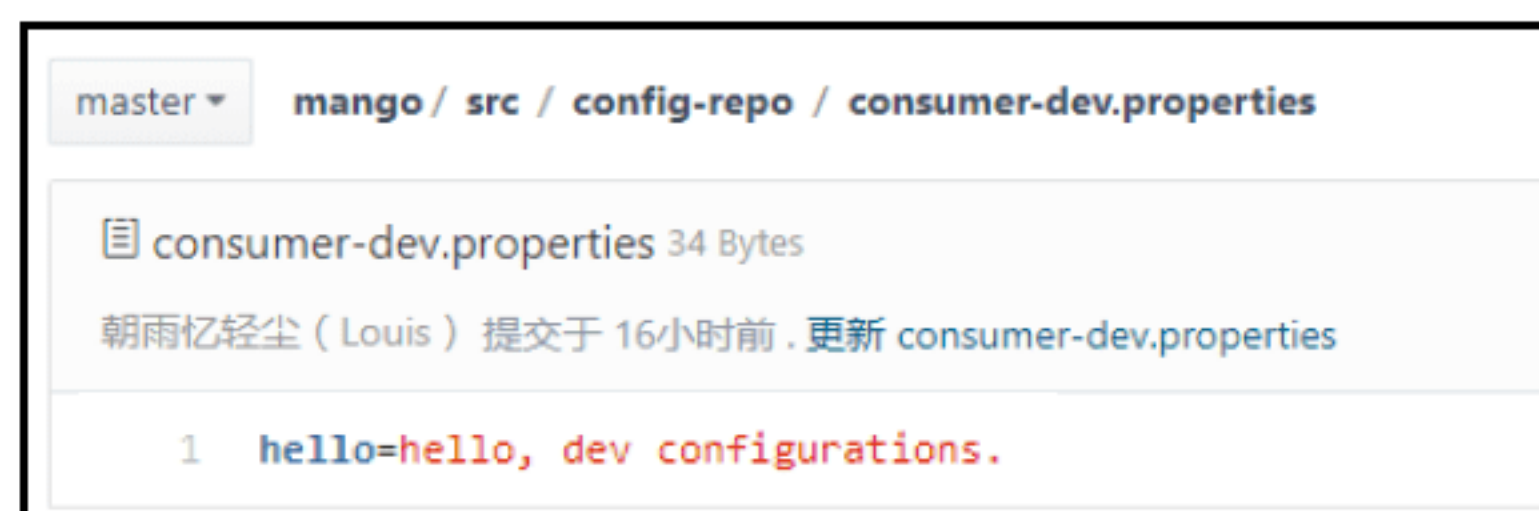 master mango / src / config-repo / consumer-dev.properties
consumer-dev.properties 34 Bytes
朝雨忆轻尘（Louis） 提交于 16小时前 . 更新 consumer-dev.properties
1 hello=hello, dev configurations.